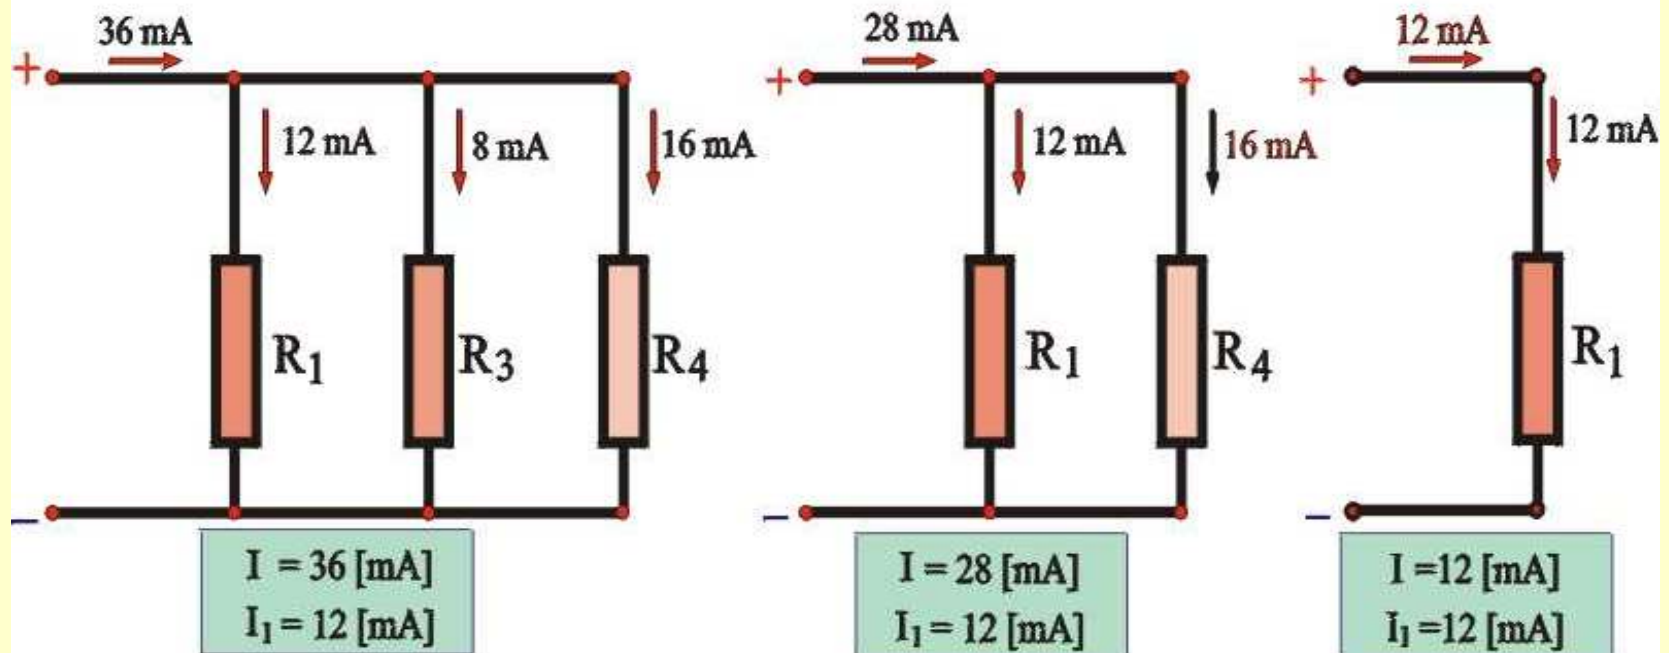 36 mA
+
12 mA
8 mA
16 mA
R1
R3
R4
–
I = 36 [mA]
I1 = 12 [mA]
28 mA
+
12 mA
16 mA
R1
R4
–
I = 28 [mA]
I1 = 12 [mA]
12 mA
+
12 mA
R1
–
I =12 [mA]
I1 =12 [mA]